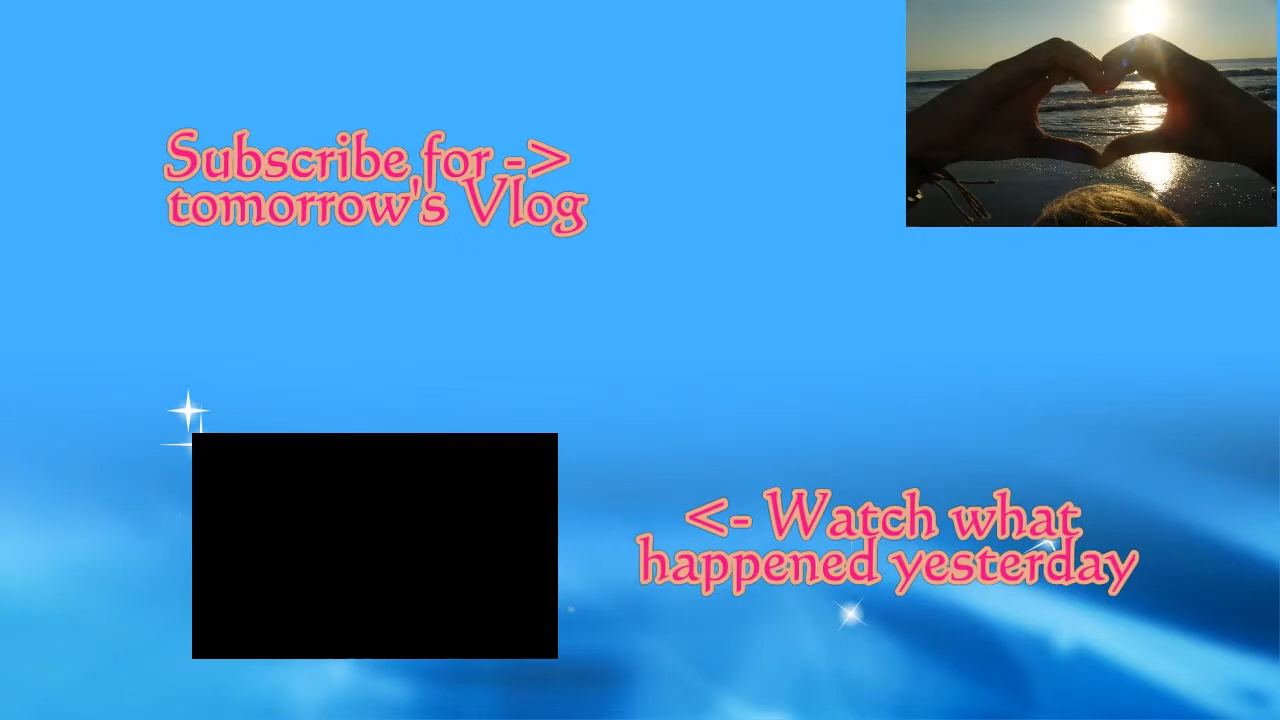 Subscribe for ->
tomorrow's Vlog
<- Watch what
happened yesterday